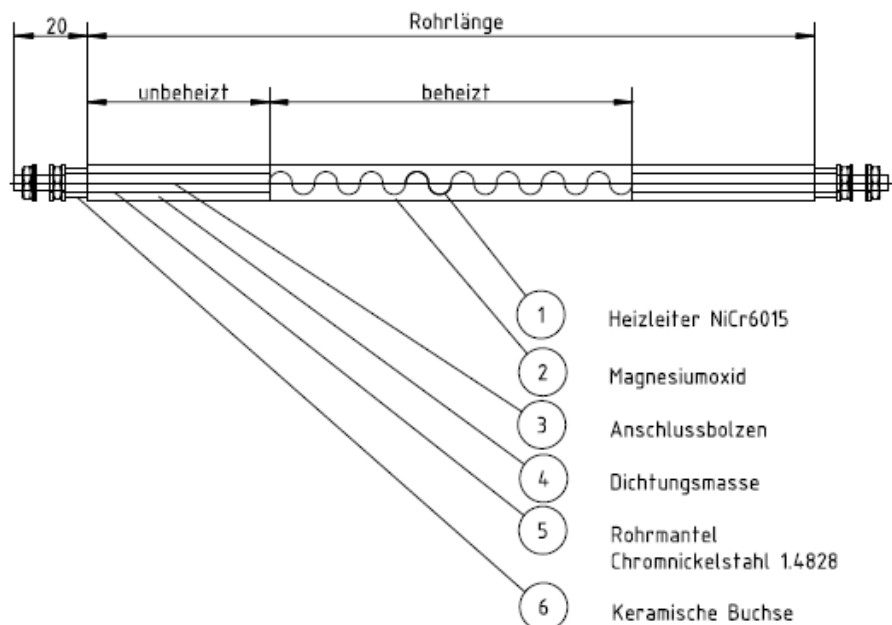 20
Rohrlänge
unbeheizt
beheizt
1 Heizleiter NiCr6015
2 Magnesiumoxid
3 Anschlussbolzen
4 Dichtungsmasse
5 Rohrmantel
Chromnickelstahl 1.4828
6 Keramische Buchse